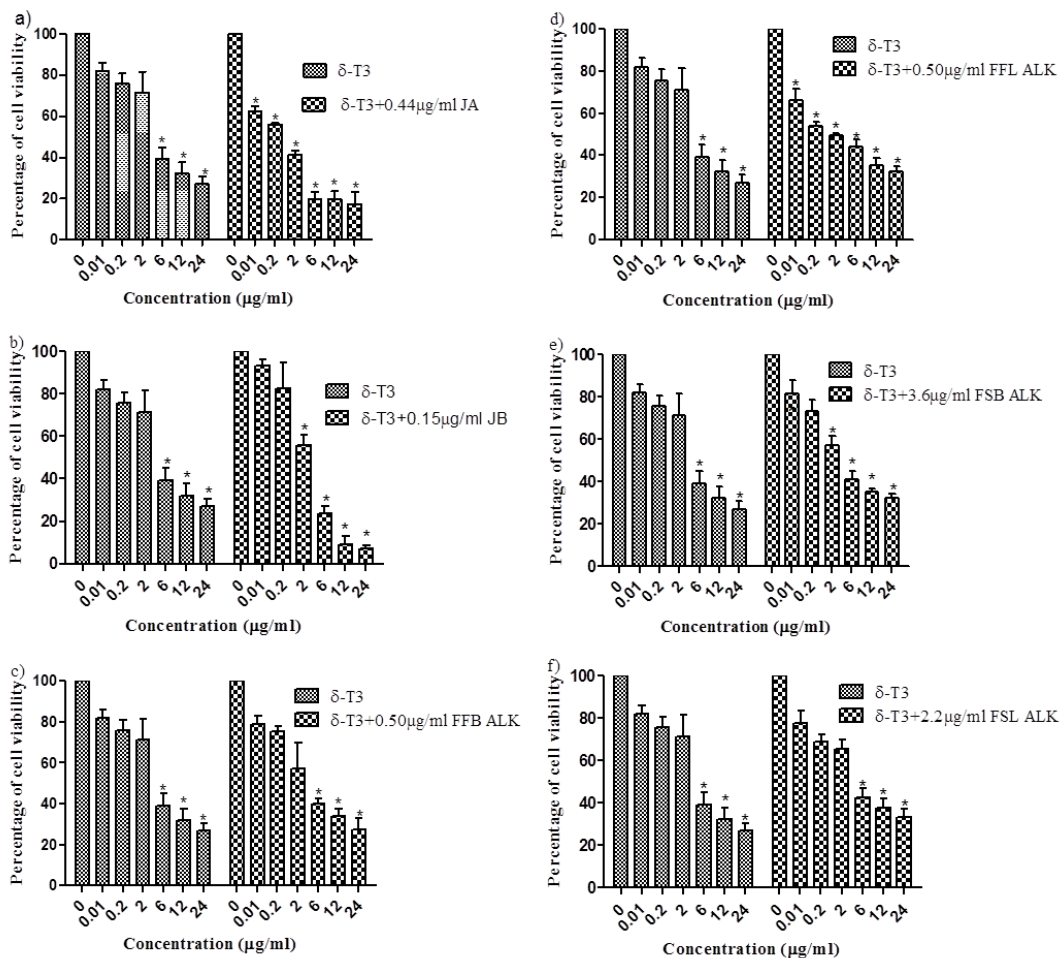 a)
Percentage of cell viability
100
80
60
40
20
0
δ-T3
δ-T3+0.44µg/ml JA
* * * * * * * * *
0 0.01 0.2 2 6 12 24 0 0.01 0.2 2 6 12 24
Concentration (µg/ml)
d)
Percentage of cell viability
100
80
60
40
20
0
δ-T3
δ-T3+0.50µg/ml FFL ALK
* * * * * * * * *
0 0.01 0.2 2 6 12 24 0 0.01 0.2 2 6 12 24
Concentration (µg/ml)
b)
Percentage of cell viability
100
80
60
40
20
0
δ-T3
δ-T3+0.15µg/ml JB
* * * * * * *
0 0.01 0.2 2 6 12 24 0 0.01 0.2 2 6 12 24
Concentration (µg/ml)
e)
Percentage of cell viability
100
80
60
40
20
0
δ-T3
δ-T3+3.6µg/ml FSB ALK
* * * * * * *
0 0.01 0.2 2 6 12 24 0 0.01 0.2 2 6 12 24
Concentration (µg/ml)
c)
Percentage of cell viability
100
80
60
40
20
0
δ-T3
δ-T3+0.50µg/ml FFB ALK
* * * * * *
0 0.01 0.2 2 6 12 24 0 0.01 0.2 2 6 12 24
Concentration (µg/ml)
f)
Percentage of cell viability
100
80
60
40
20
0
δ-T3
δ-T3+2.2µg/ml FSL ALK
* * * * * *
0 0.01 0.2 2 6 12 24 0 0.01 0.2 2 6 12 24
Concentration (µg/ml)